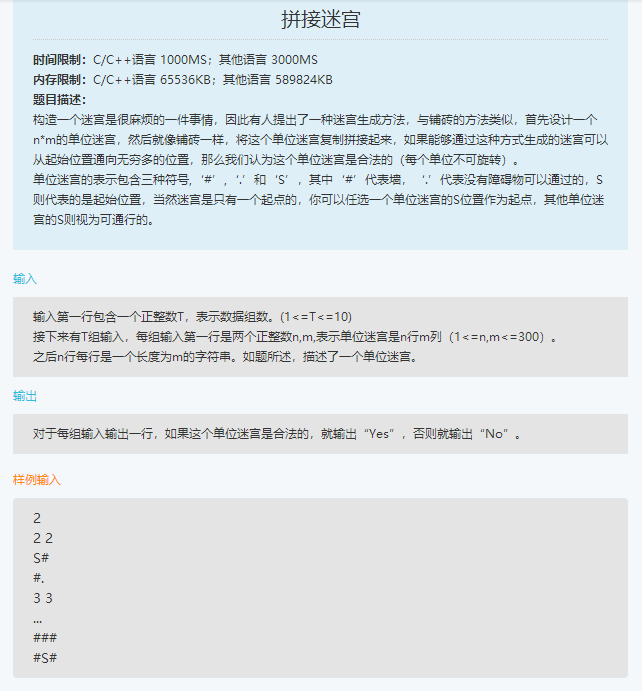 拼接迷宫
时间限制：C/C++语言 1000MS；其他语言 3000MS
内存限制：C/C++语言 65536KB；其他语言 589824KB
题目描述：
构造一个迷宫是很麻烦的一件事情，因此有人提出了一种迷宫生成方法，与铺砖的方法类似，首先设计一个
n*m的单位迷宫，然后就像铺砖一样，将这个单位迷宫复制拼接起来，如果能够通过这种方式生成的迷宫可以
从起始位置通向无穷多的位置，那么我们认为这个单位迷宫是合法的（每个单位不可旋转）。
单位迷宫的表示包含三种符号，‘#’，‘.’和‘S’，其中‘#’代表墙，‘.’代表没有障碍物可以通过的，S
则代表的是起始位置，当然迷宫是只有一个起点的，你可以任选一个单位迷宫的S位置作为起点，其他单位迷
宫的S则视为可通行的。
输入
输入第一行包含一个正整数T，表示数据组数。(1<=T<=10)
接下来有T组输入，每组输入第一行是两个正整数n,m,表示单位迷宫是n行m列（1<=n,m<=300）。
之后n行每行是一个长度为m的字符串。如题所述，描述了一个单位迷宫。
输出
对于每组输入输出一行，如果这个单位迷宫是合法的，就输出“Yes”，否则就输出“No”。
样例输入
2
2 2
S#
#.
3 3
...
###
#S#